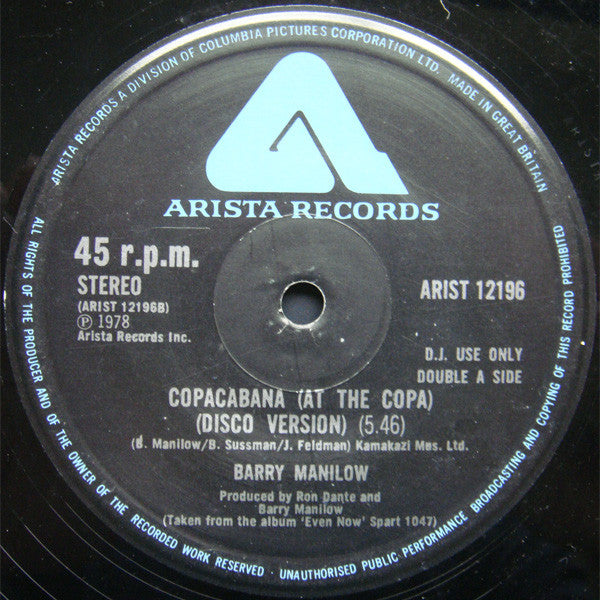 ARISTA RECORDS A DIVISION OF COLUMBIA PICTURES CORPORATION LTD. MADE IN GREAT BRITAIN
ARISTA RECORDS
45 r.p.m.
STEREO
(ARIST 12196B)
Ⓟ 1978
Arista Records Inc.
ARIST 12196
D.J. USE ONLY
DOUBLE A SIDE
COPACABANA (AT THE COPA)
(DISCO VERSION) (5.46)
(B. Manilow/B. Sussman/J. Feldman) Kamakazi Mus. Ltd.
BARRY MANILOW
Produced by Ron Dante and
Barry Manilow
(Taken from the album 'Even Now' Spart 1047)
ALL RIGHTS OF THE PRODUCER AND OF THE OWNER OF THE RECORDED WORK RESERVED · UNAUTHORISED PUBLIC PERFORMANCE BROADCASTING AND COPYING OF THIS RECORD PROHIBITED